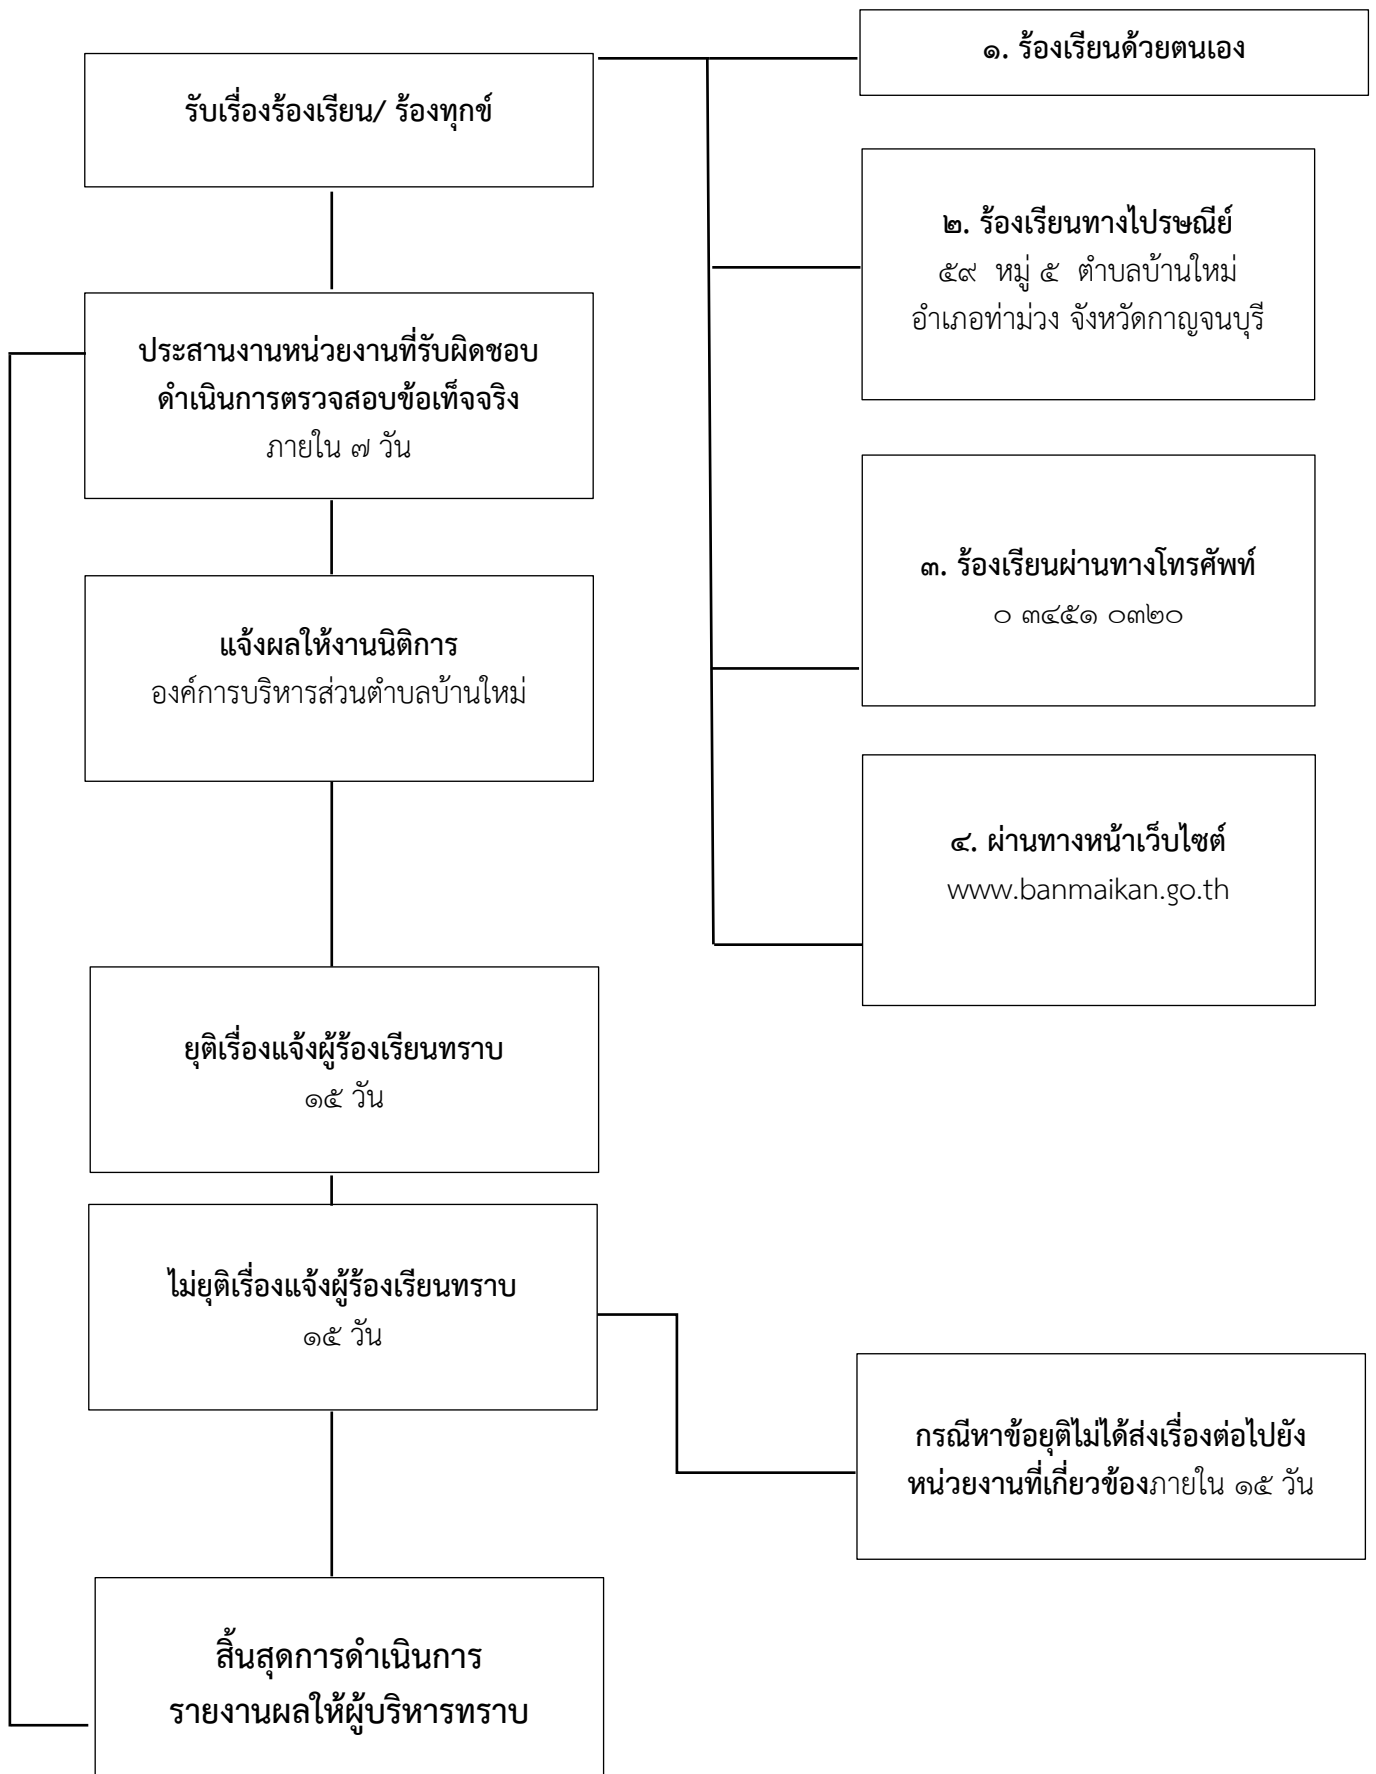 รับเรื่องร้องเรียน/ ร้องทุกข์
๑. ร้องเรียนด้วยตนเอง
๒. ร้องเรียนทางไปรษณีย์
๕๙ หมู่ ๕ ตำบลบ้านใหม่
อำเภอท่าม่วง จังหวัดกาญจนบุรี
๓. ร้องเรียนผ่านทางโทรศัพท์
๐ ๓๔๕๑ ๐๓๒๐
๔. ผ่านทางหน้าเว็บไซต์
www.banmaikan.go.th
ประสานงานหน่วยงานที่รับผิดชอบ
ดำเนินการตรวจสอบข้อเท็จจริง
ภายใน ๗ วัน
แจ้งผลให้งานนิติการ
องค์การบริหารส่วนตำบลบ้านใหม่
ยุติเรื่องแจ้งผู้ร้องเรียนทราบ
๑๕ วัน
ไม่ยุติเรื่องแจ้งผู้ร้องเรียนทราบ
๑๕ วัน
กรณีหาข้อยุติไม่ได้ส่งเรื่องต่อไปยัง
หน่วยงานที่เกี่ยวข้องภายใน ๑๕ วัน
สิ้นสุดการดำเนินการ
รายงานผลให้ผู้บริหารทราบ